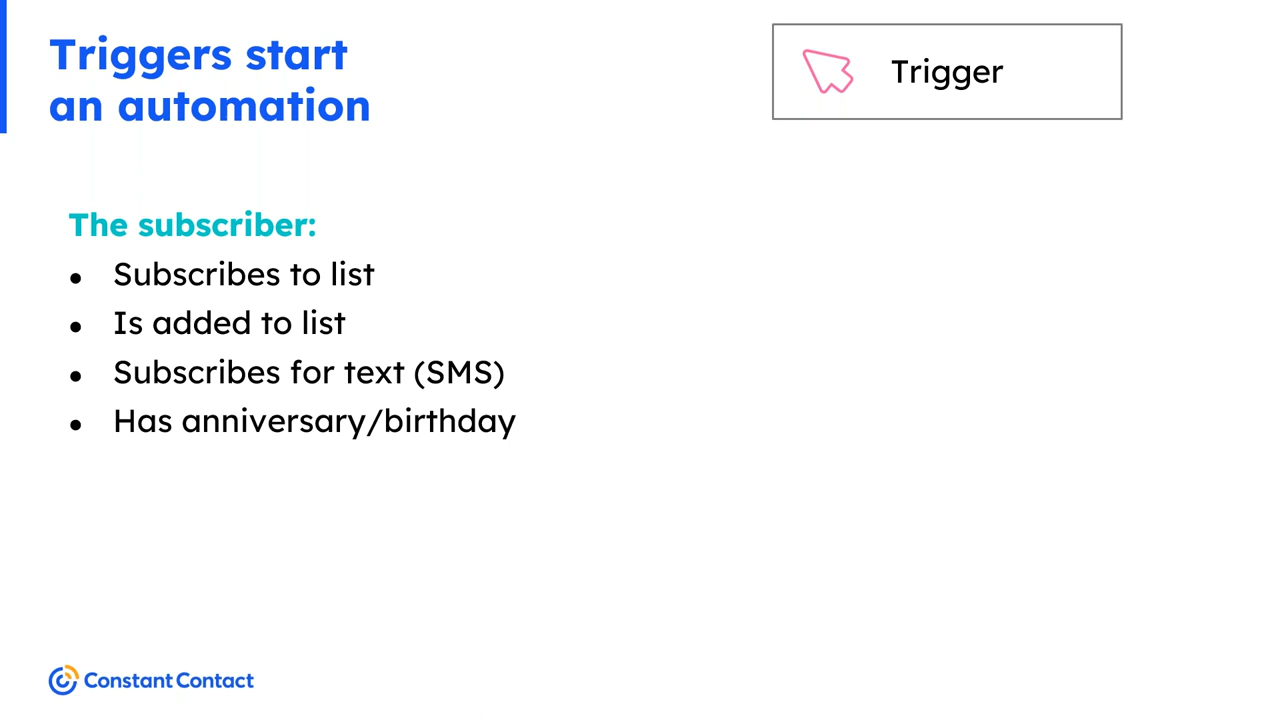 Triggers start
an automation
Trigger
The subscriber:
• Subscribes to list
• Is added to list
• Subscribes for text (SMS)
• Has anniversary/birthday
Constant Contact